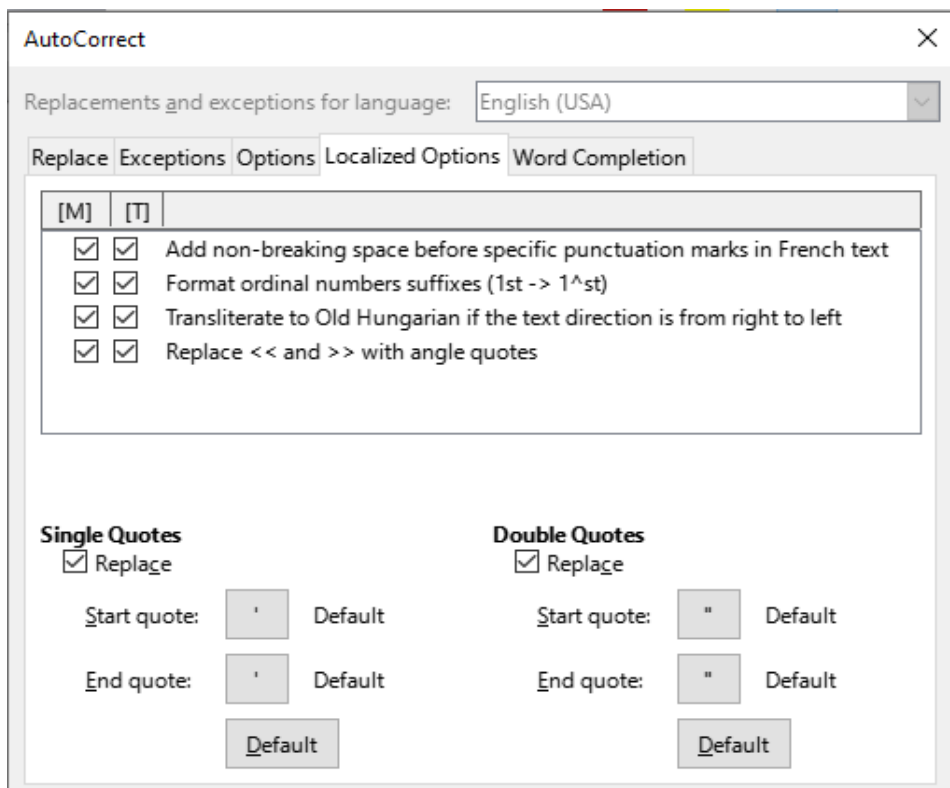 AutoCorrect
Replacements and exceptions for language: English (USA)
Replace Exceptions Options Localized Options Word Completion
[M] [T]
Add non-breaking space before specific punctuation marks in French text
Format ordinal numbers suffixes (1st -> 1^st)
Transliterate to Old Hungarian if the text direction is from right to left
Replace << and >> with angle quotes
Single Quotes Double Quotes
Replace Replace
Start quote: ' Default Start quote: " Default
End quote: ' Default End quote: " Default
Default Default